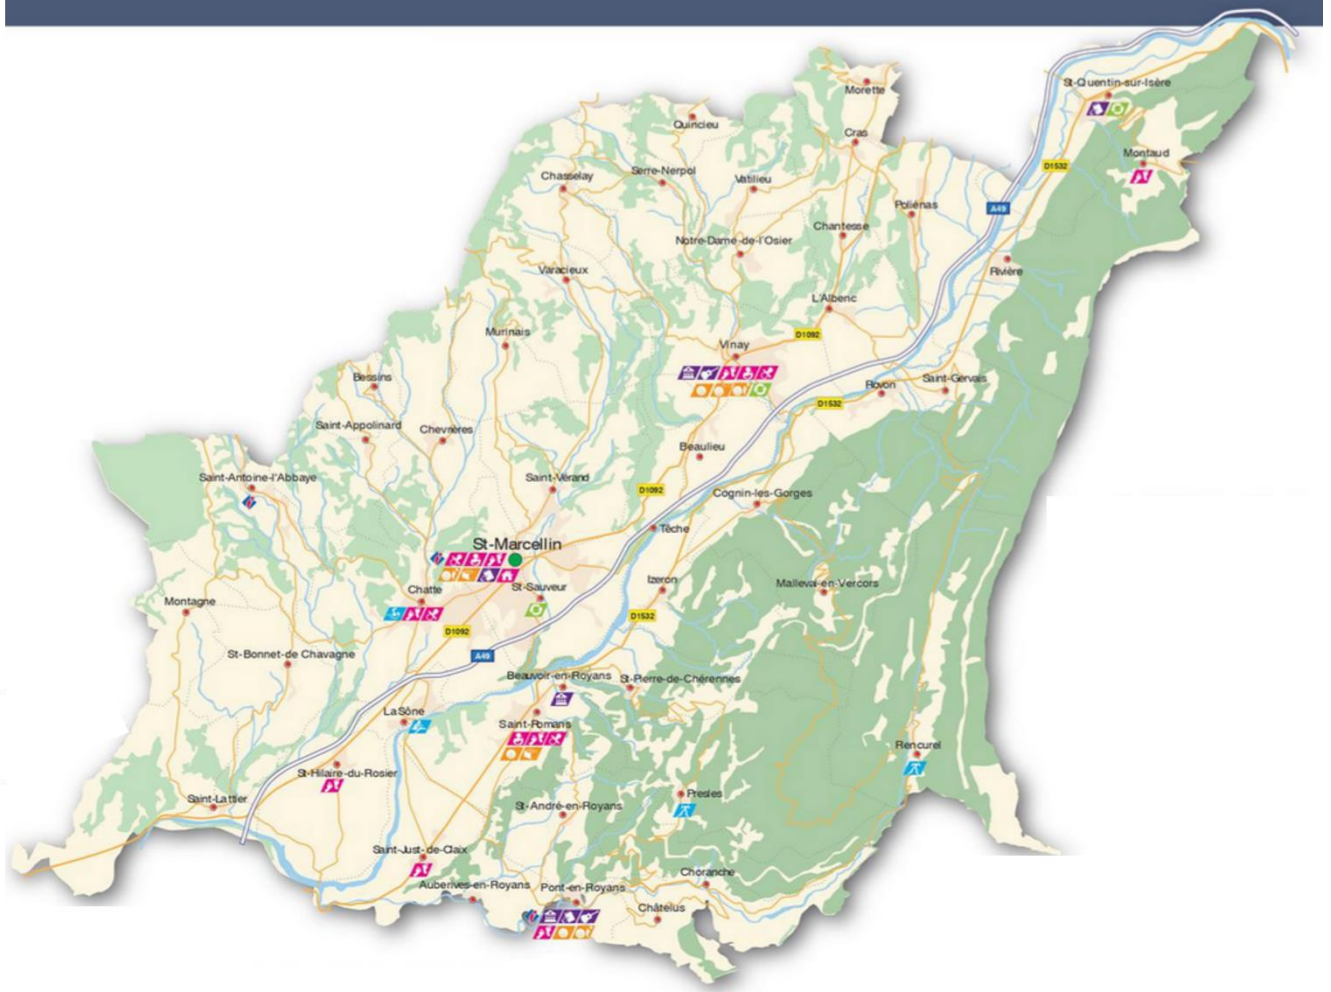 St-Quentin-sur-Isère
Morette
Quincieu
Cras
Montaud
D1532
Chasselay
Serre-Nerpol
Vatilieu
Poliénas
A49
Chantesse
Notre-Dame-de-l'Osier
Varacieux
Rivière
L'Albenc
Murinais
D1092
Vinay
Bessins
Rovon
Saint-Gervais
D1532
Saint-Appolinard
Chevrières
Beaulieu
Saint-Antoine-l'Abbaye
Saint-Vérand
D1092
Cognin-les-Gorges
Têche
St-Marcellin
Izeron
Malleval-en-Vercors
St-Sauveur
Chatte
Montagne
D1532
D1092
St-Bonnet-de Chavagne
A49
Beauvoir-en-Royans
St-Pierre-de-Chérennes
La Sône
Saint-Romans
Rencurel
St-Hilaire-du-Rosier
Presles
Saint-Lattier
St-André-en-Royans
Saint-Just-de-Claix
Choranche
Auberives-en-Royans
Pont-en-Royans
Châtelus